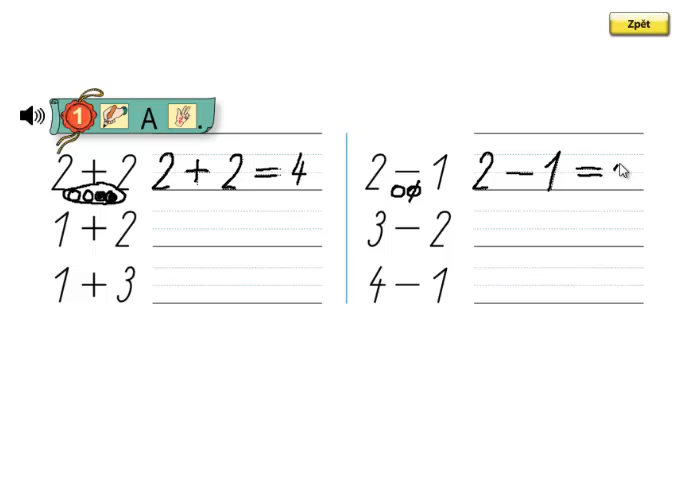 Zpět
1 A .
2 + 2 2 + 2 = 4
1 + 2
1 + 3
2 − 1 2 − 1 =
3 − 2
4 − 1